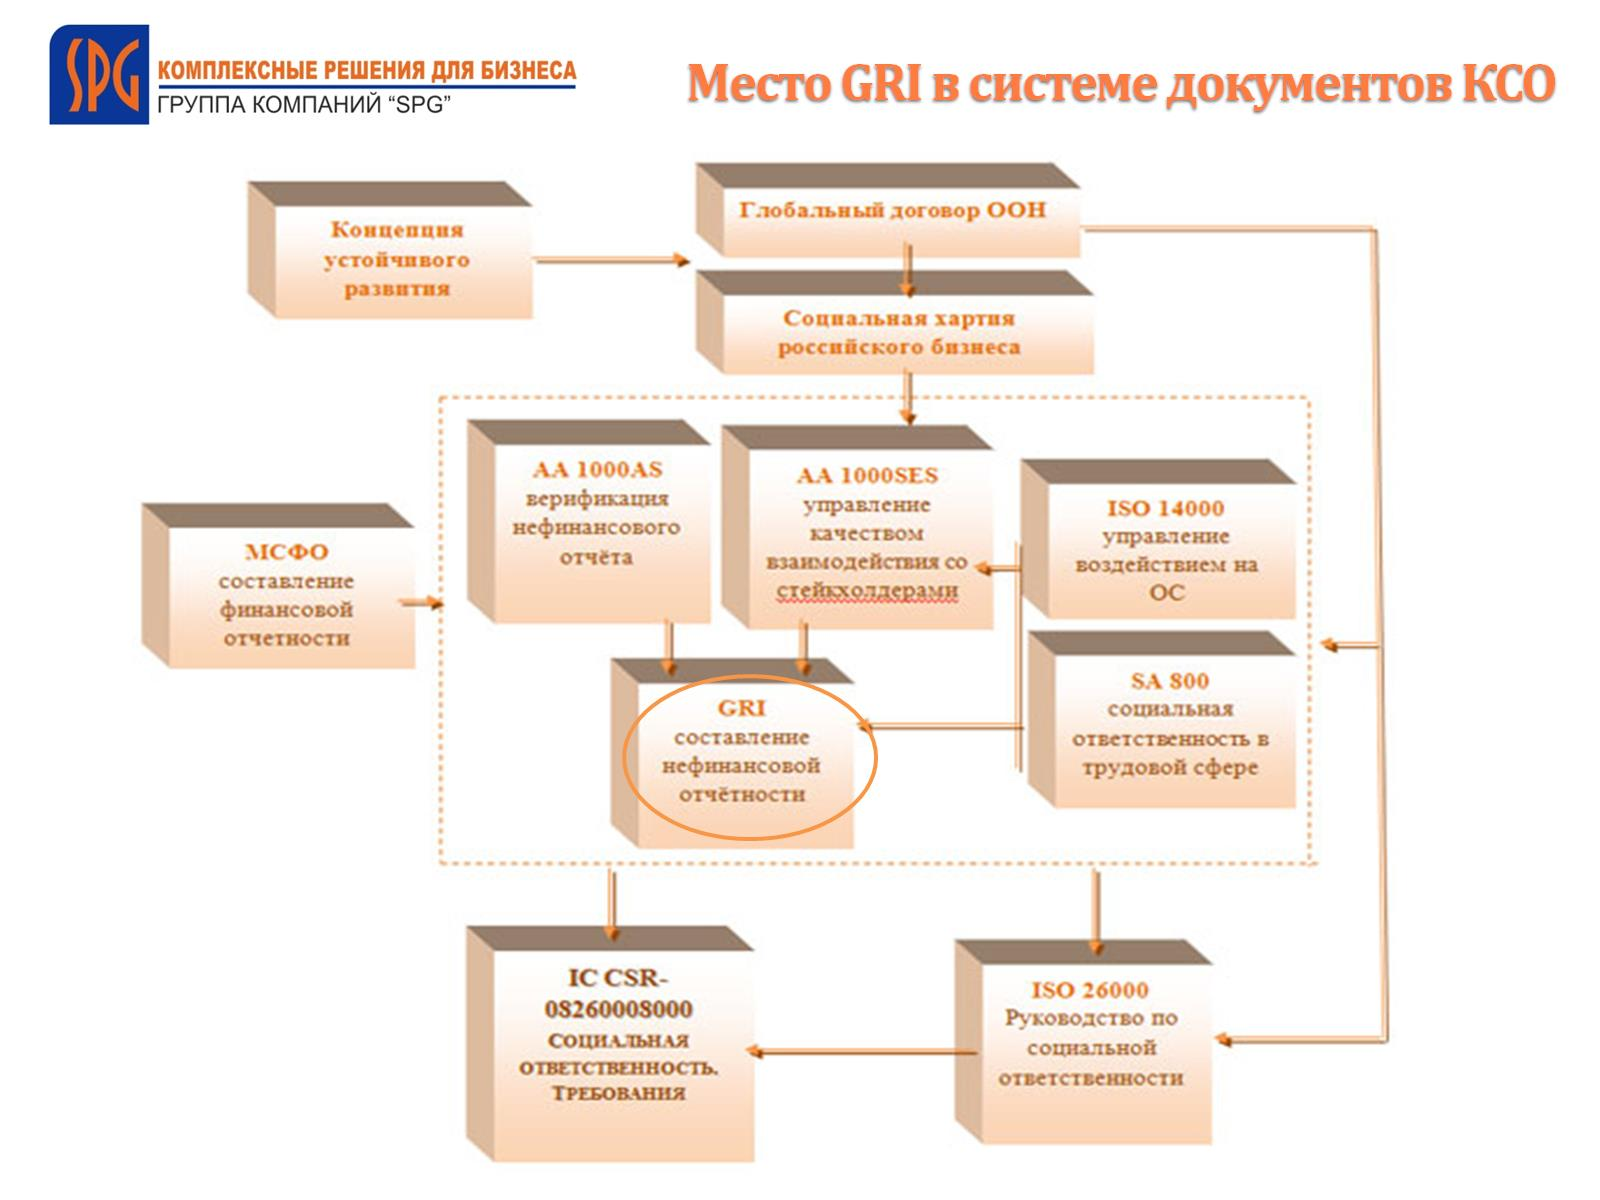 SPG
КОМПЛЕКСНЫЕ РЕШЕНИЯ ДЛЯ БИЗНЕСА
ГРУППА КОМПАНИЙ “SPG”
Место GRI в системе документов КСО
Концепция
устойчивого
развития
Глобальный договор ООН
Социальная хартия
российского бизнеса
МСФО
составление
финансовой
отчетности
АА 1000AS
верификация
нефинансового
отчёта
АА 1000SES
управление
качеством
взаимодействия со
стейкхолдерами
ISO 14000
управление
воздействием на
ОС
SA 800
социальная
ответственность в
трудовой сфере
GRI
составление
нефинансовой
отчётности
IC CSR-
08260008000
Социальная
ответственность.
Требования
ISO 26000
Руководство по
социальной
ответственности